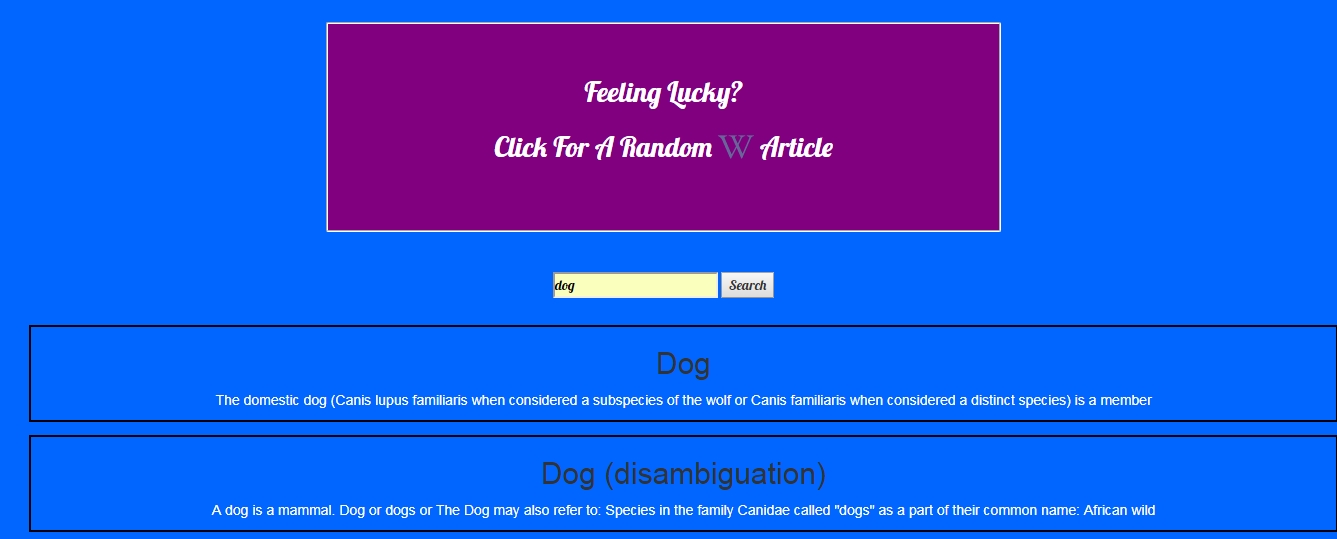 Feeling Lucky?
Click For A Random W Article
dog Search
Dog
The domestic dog (Canis lupus familiaris when considered a subspecies of the wolf or Canis familiaris when considered a distinct species) is a member
Dog (disambiguation)
A dog is a mammal. Dog or dogs or The Dog may also refer to: Species in the family Canidae called "dogs" as a part of their common name: African wild